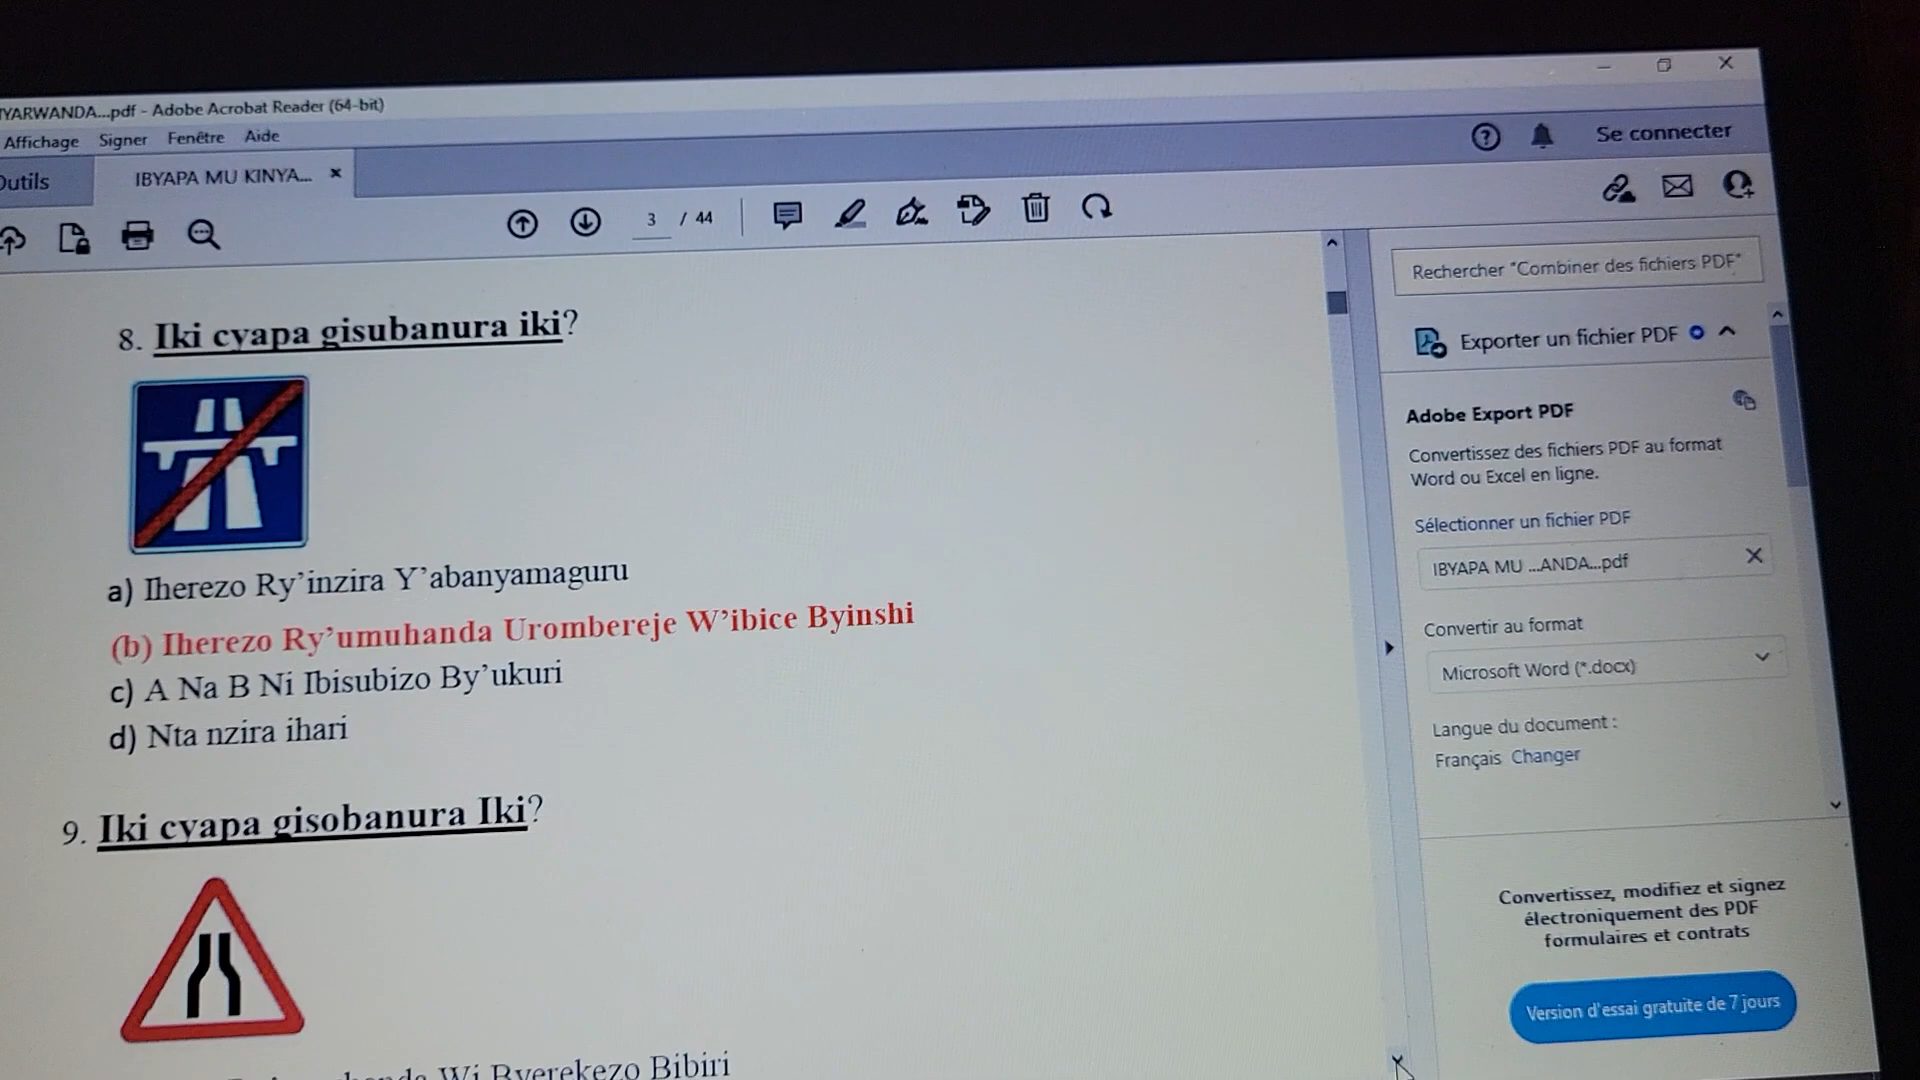 YARWANDA...pdf - Adobe Acrobat Reader (64-bit)
Affichage Signer Fenêtre Aide
Outils
IBYAPA MU KINYA... ×
Se connecter
3 / 44
8. Iki cyapa gisubanura iki?
a) Iherezo Ry'inzira Y'abanyamaguru
(b) Iherezo Ry'umuhanda Urombereje W'ibice Byinshi
c) A Na B Ni Ibisubizo By'ukuri
d) Nta nzira ihari
9. Iki cyapa gisobanura Iki?
Wi Byerekezo Bibiri
Rechercher "Combiner des fichiers PDF"
Exporter un fichier PDF
Adobe Export PDF
Convertissez des fichiers PDF au format
Word ou Excel en ligne.
Sélectionner un fichier PDF
IBYAPA MU ...ANDA...pdf
Convertir au format
Microsoft Word (*.docx)
Langue du document :
Français Changer
Convertissez, modifiez et signez
électroniquement des PDF
formulaires et contrats
Version d'essai gratuite de 7 jours